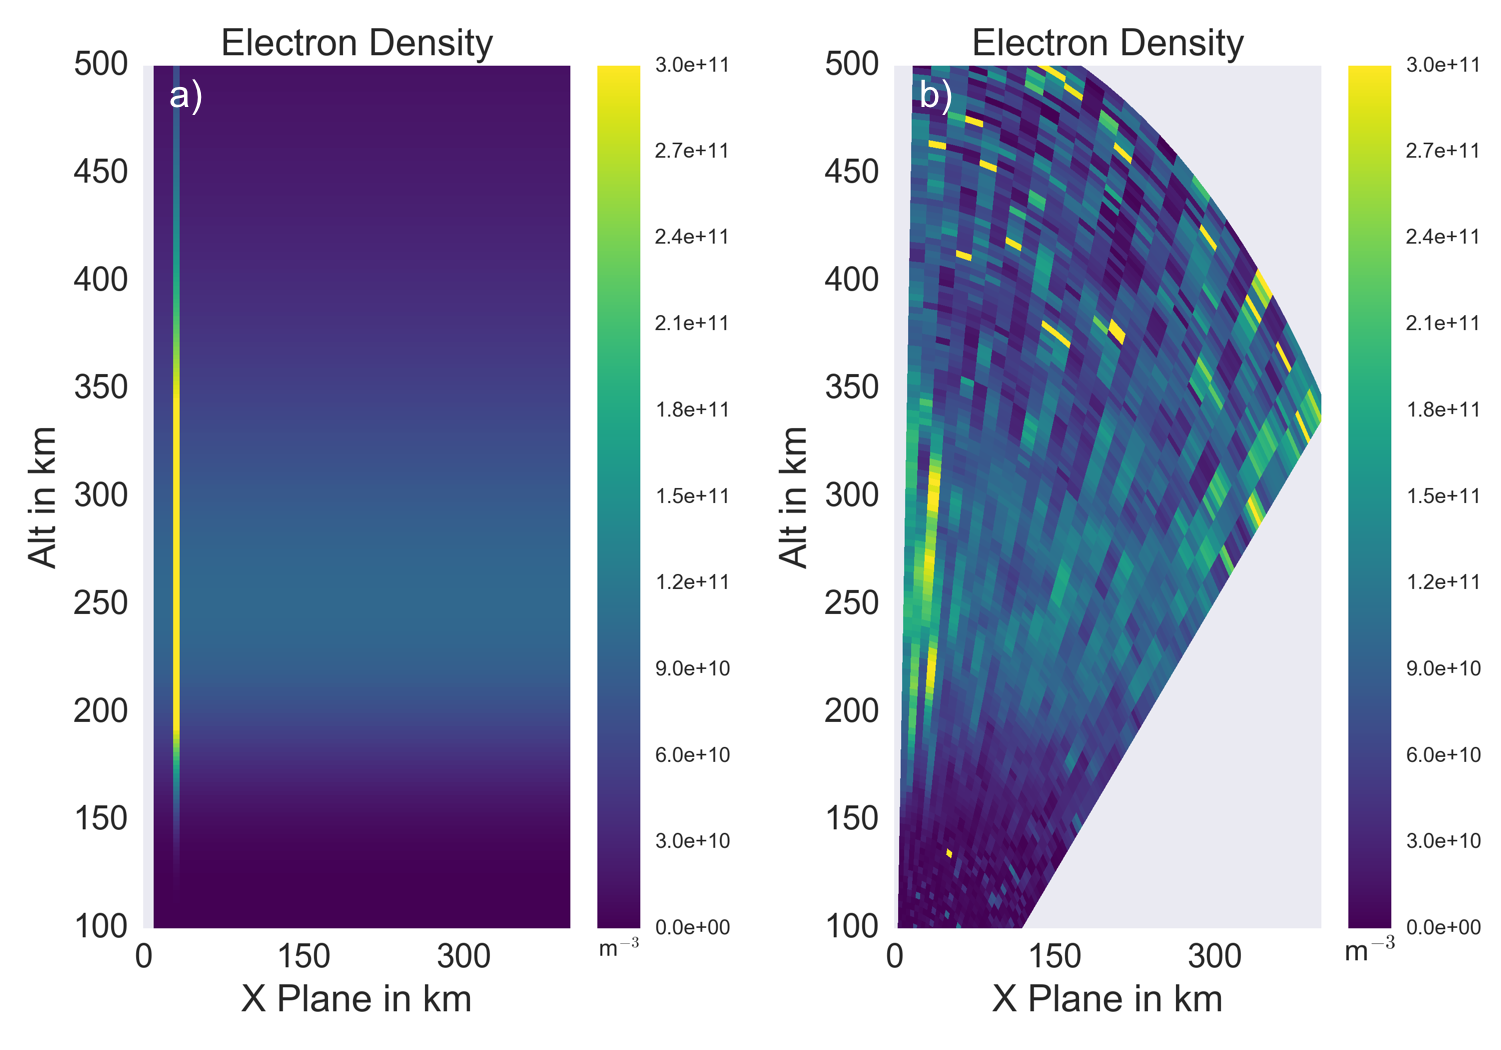 Electron Density
a)
500
450
400
350
300
250
200
150
100
Alt in km
0 150 300
X Plane in km
3.0e+11
2.7e+11
2.4e+11
2.1e+11
1.8e+11
1.5e+11
1.2e+11
9.0e+10
6.0e+10
3.0e+10
0.0e+00
m⁻³
Electron Density
b)
500
450
400
350
300
250
200
150
100
Alt in km
0 150 300
X Plane in km
3.0e+11
2.7e+11
2.4e+11
2.1e+11
1.8e+11
1.5e+11
1.2e+11
9.0e+10
6.0e+10
3.0e+10
0.0e+00
m⁻³